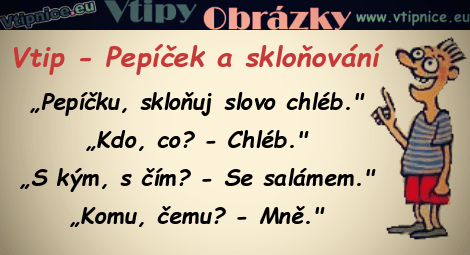 Vtipnice.eu Vtipy Obrázky www.vtipnice.eu
Vtip - Pepíček a skloňování
„Pepíčku, skloňuj slovo chléb."
„Kdo, co? - Chléb."
„S kým, s čím? - Se salámem."
„Komu, čemu? - Mně."